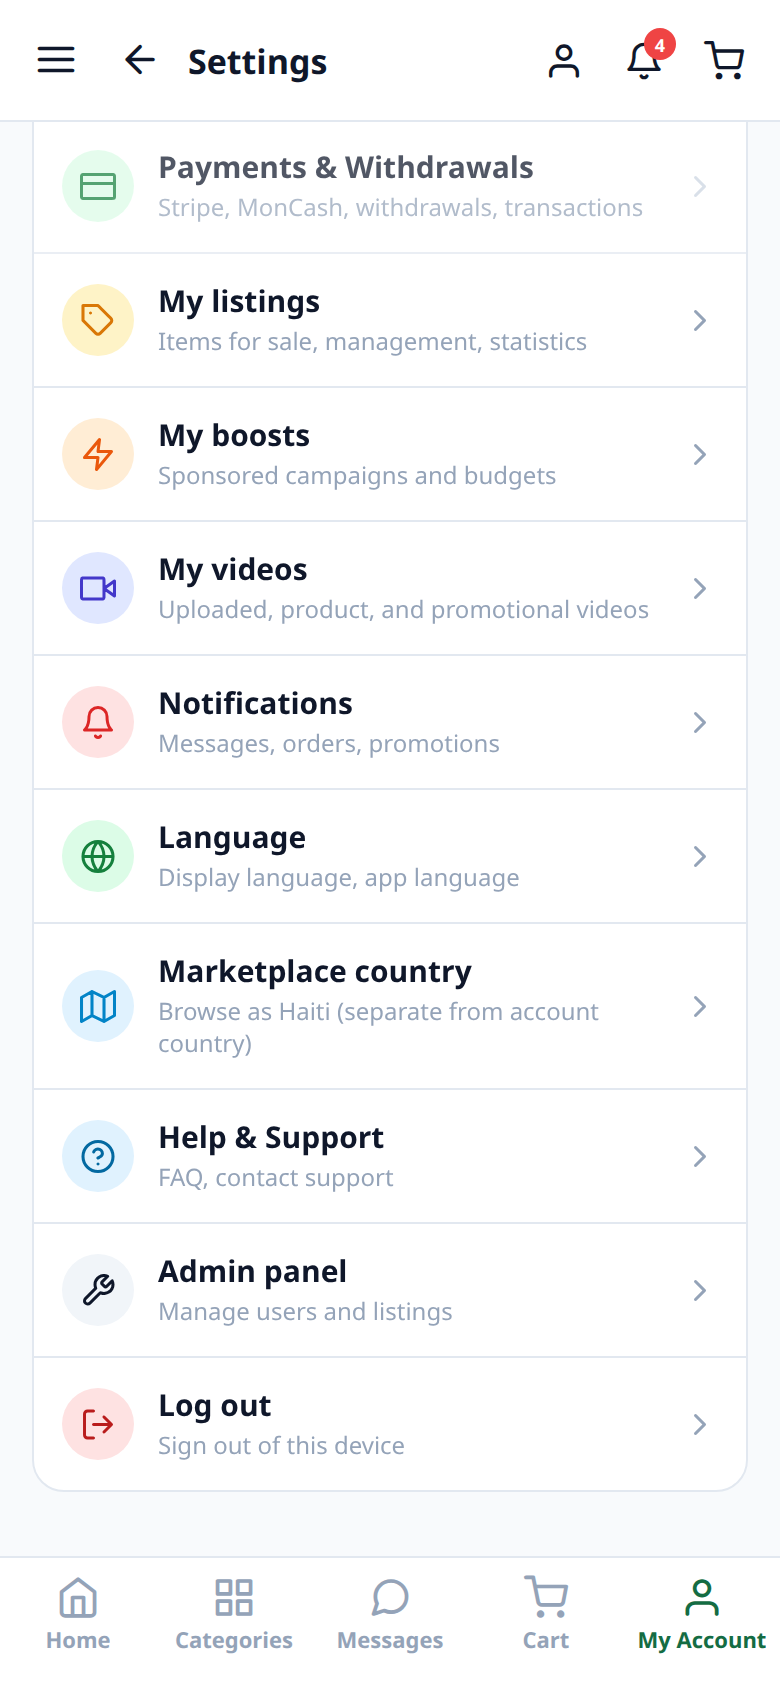 Settings
4
Payments & Withdrawals
Stripe, MonCash, withdrawals, transactions
My listings
Items for sale, management, statistics
My boosts
Sponsored campaigns and budgets
My videos
Uploaded, product, and promotional videos
Notifications
Messages, orders, promotions
Language
Display language, app language
Marketplace country
Browse as Haiti (separate from account
country)
Help & Support
FAQ, contact support
Admin panel
Manage users and listings
Log out
Sign out of this device
Home
Categories
Messages
Cart
My Account